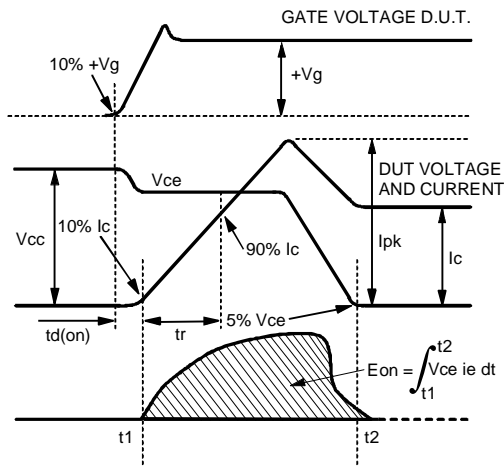 GATE VOLTAGE D.U.T.
10% +Vg
+Vg
Vce
DUT VOLTAGE
AND CURRENT
Vcc
10% Ic
90% Ic
Ipk
Ic
td(on)
tr
5% Vce
Eon = ∫ Vce ie dt
t2
t1
t1
t2